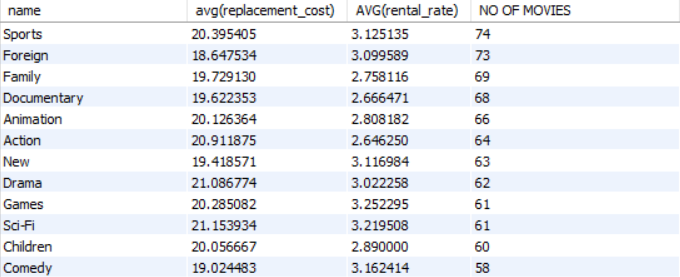 name avg(replacement_cost) AVG(rental_rate) NO OF MOVIES
Sports 20.395405 3.125135 74
Foreign 18.647534 3.099589 73
Family 19.729130 2.758116 69
Documentary 19.622353 2.666471 68
Animation 20.126364 2.808182 66
Action 20.911875 2.646250 64
New 19.418571 3.116984 63
Drama 21.086774 3.022258 62
Games 20.285082 3.252295 61
Sci-Fi 21.153934 3.219508 61
Children 20.056667 2.890000 60
Comedy 19.024483 3.162414 58